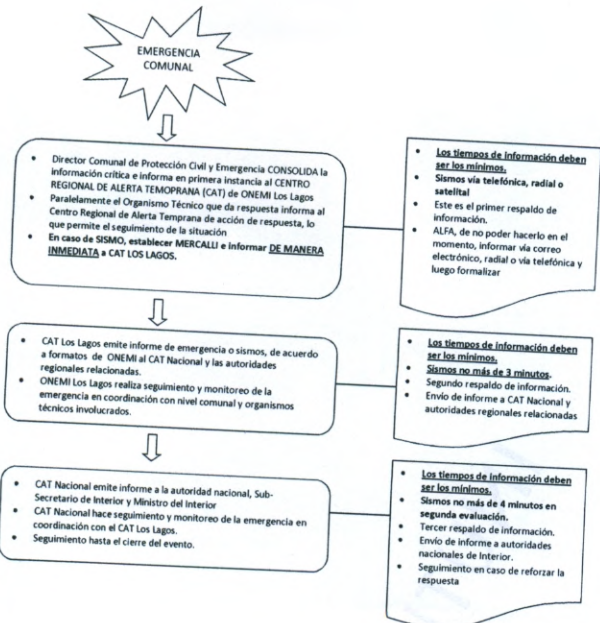 EMERGENCIA
COMUNAL
• Director Comunal de Protección Civil y Emergencia CONSOLIDA la
información crítica e informa en primera instancia al CENTRO
REGIONAL DE ALERTA TEMOPRANA (CAT) de ONEMI Los Lagos
• Paralelamente el Organismo Técnico que da respuesta informa al
Centro Regional de Alerta Temprana de acción de respuesta, lo
que permite el seguimiento de la situación
• En caso de SISMO, establecer MERCALLI e informar DE MANERA
INMEDIATA a CAT LOS LAGOS.
• Los tiempos de información deben
ser los mínimos.
• Sismos vía telefónica, radial o
satelital
• Este es el primer respaldo de
información.
• ALFA, de no poder hacerlo en el
momento, informar vía correo
electrónico, radial o vía telefónica y
luego formalizar
• CAT Los Lagos emite informe de emergencia o sismos, de acuerdo
a formatos de ONEMI al CAT Nacional y las autoridades
regionales relacionadas.
• ONEMI Los Lagos realiza seguimiento y monitoreo de la
emergencia en coordinación con nivel comunal y organismos
técnicos involucrados.
• Los tiempos de información deben
ser los mínimos.
• Sismos no más de 3 minutos.
• Segundo respaldo de información.
• Envío de informe a CAT Nacional y
autoridades regionales relacionadas
• CAT Nacional emite informe a la autoridad nacional, Sub-
Secretario de Interior y Ministro del Interior
• CAT Nacional hace seguimiento y monitoreo de la emergencia en
coordinación con el CAT Los Lagos.
• Seguimiento hasta el cierre del evento.
• Los tiempos de información deben
ser los mínimos.
• Sismos no más de 4 minutos en
segunda evaluación.
• Tercer respaldo de información.
• Envío de informe a autoridades
nacionales de Interior.
• Seguimiento en caso de reforzar la
respuesta